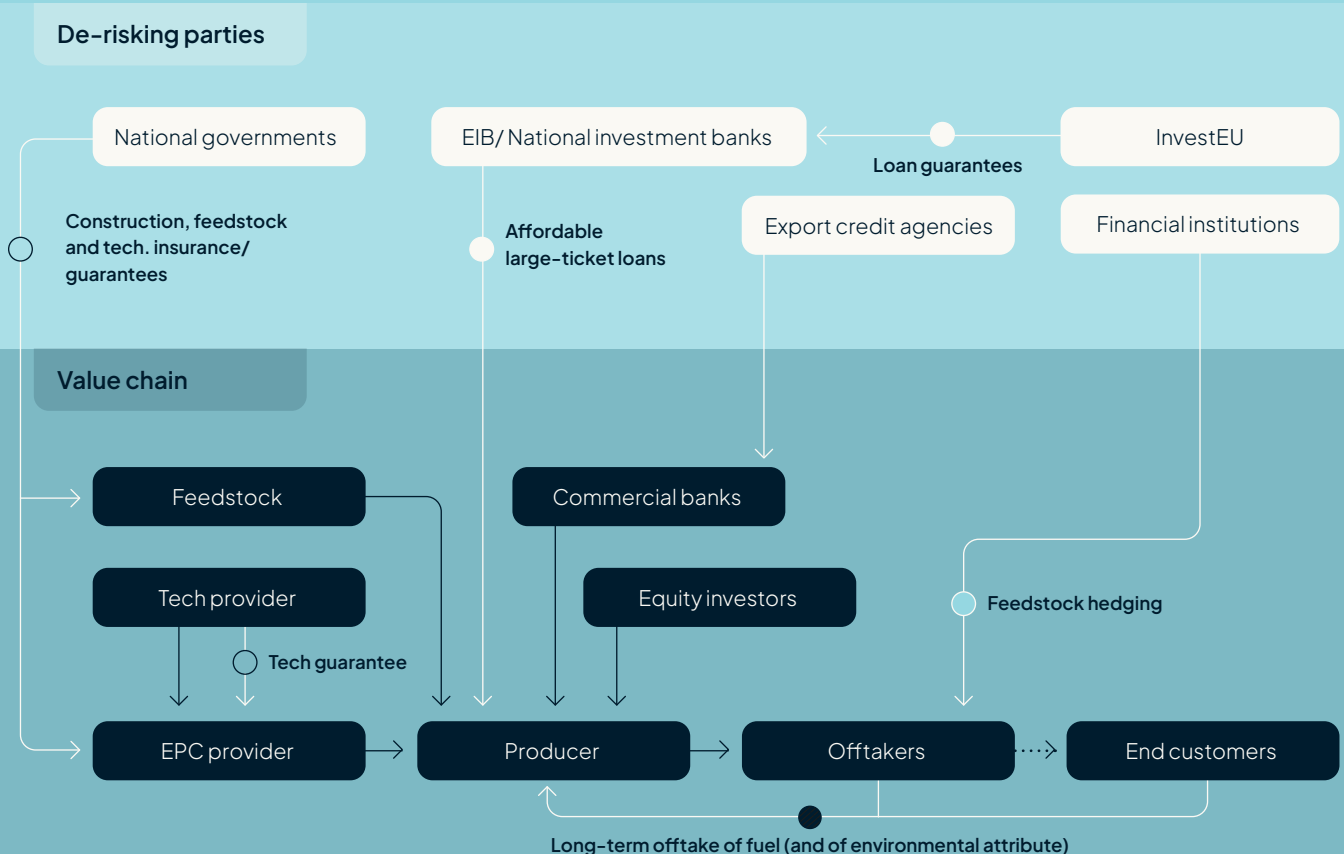 De-risking parties
National governments
EIB/ National investment banks
InvestEU
Loan guarantees
Export credit agencies
Financial institutions
Construction, feedstock
and tech. insurance/
guarantees
Affordable
large-ticket loans
Value chain
Feedstock
Commercial banks
Tech provider
Equity investors
Feedstock hedging
Tech guarantee
EPC provider
Producer
Offtakers
End customers
Long-term offtake of fuel (and of environmental attribute)